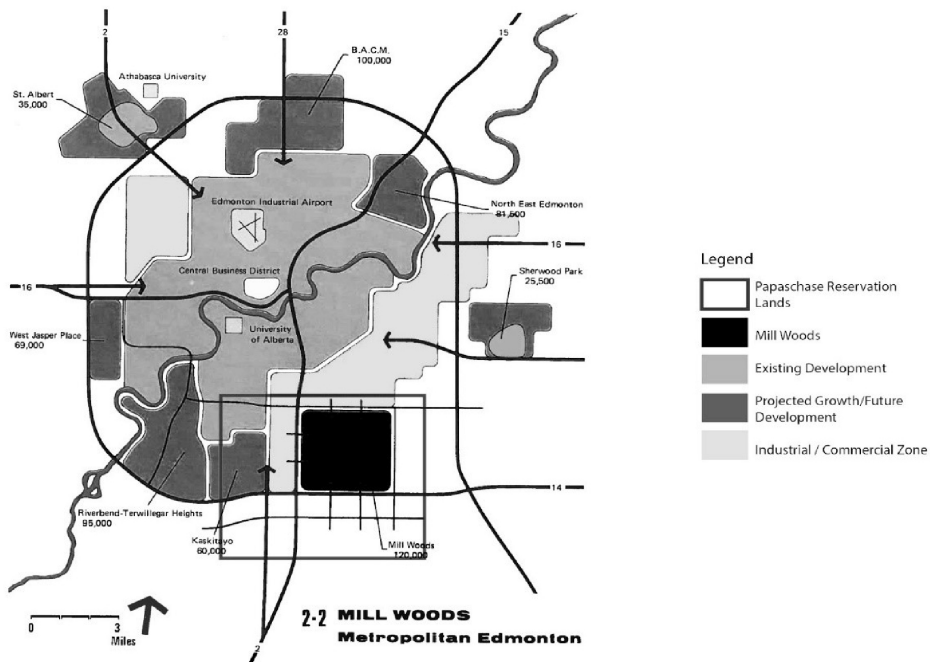 2
28
15
B.A.C.M.
100,000
Athabasca University
St. Albert
35,000
Edmonton Industrial Airport
North East Edmonton
81,500
16
Central Business District
Sherwood Park
25,500
16
West Jasper Place
69,000
University
of Alberta
14
Riverbend-Terwillegar Heights
95,000
Kaskitayo
60,000
Mill Woods
120,000
0 3
Miles
2
2-2 MILL WOODS
Metropolitan Edmonton
Legend
Papaschase Reservation
Lands
Mill Woods
Existing Development
Projected Growth/Future
Development
Industrial / Commercial Zone